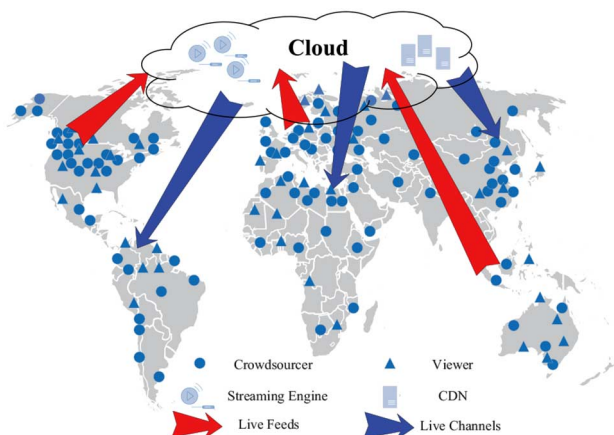 Cloud
Crowdsourcer
Viewer
Streaming Engine
CDN
Live Feeds
Live Channels